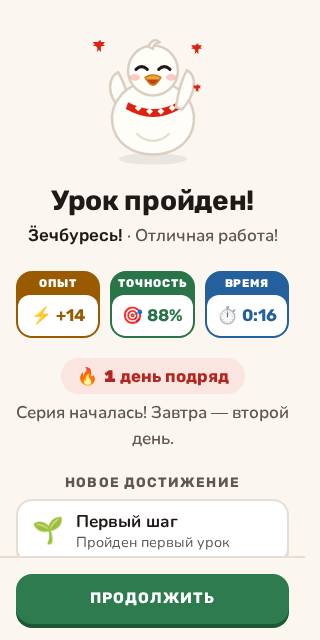 Урок пройден!
Ӟечбуресь! · Отличная работа!
ОПЫТ
⚡ +14
ТОЧНОСТЬ
🎯 88%
ВРЕМЯ
⏱️ 0:16
🔥 1 день подряд
Серия началась! Завтра — второй
день.
НОВОЕ ДОСТИЖЕНИЕ
🌱 Первый шаг
Пройден первый урок
ПРОДОЛЖИТЬ